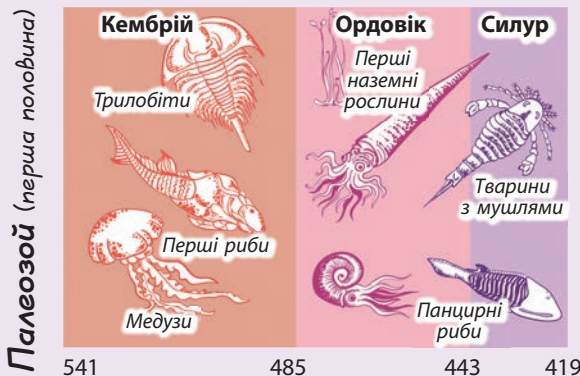 Палеозой (перша половина)
Кембрій
Ордовік
Силур
Трилобіти
Перші
наземні
рослини
Тварини
з мушлями
Перші риби
Медузи
Панцирні
риби
541
485
443
419